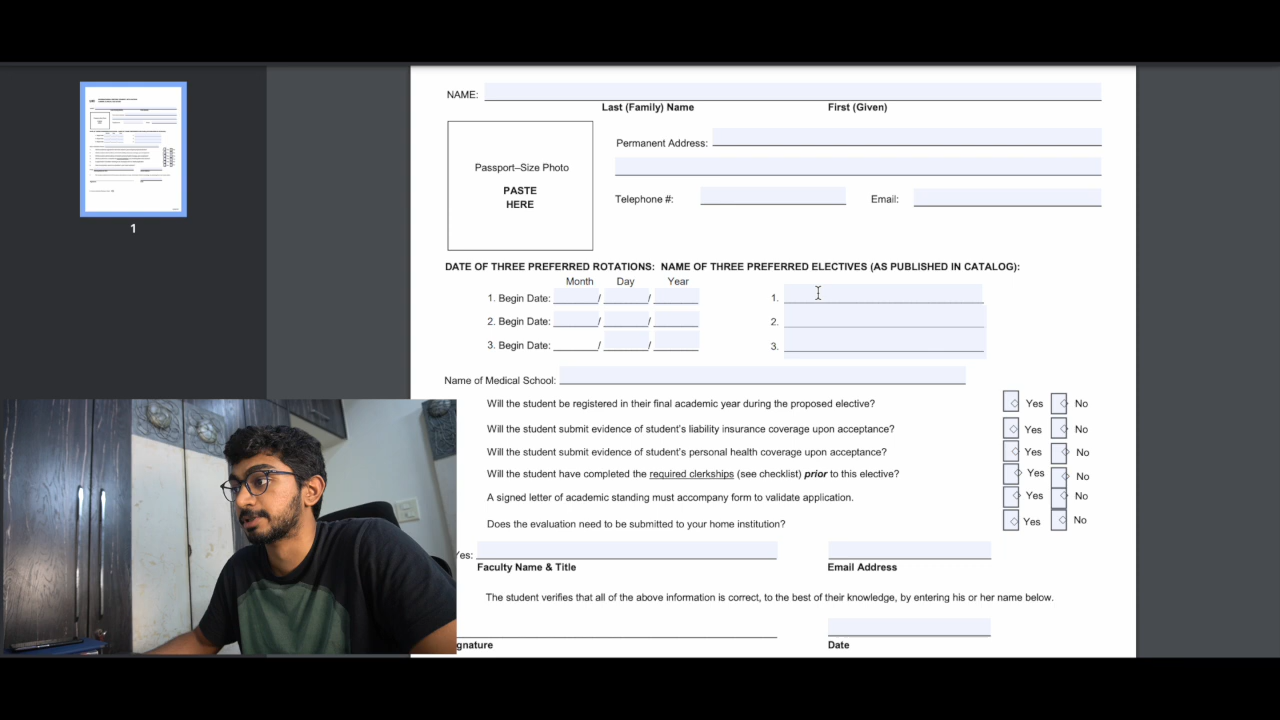 NAME:
Last (Family) Name First (Given)
Permanent Address:
Passport–Size Photo
PASTE
HERE
Telephone #: Email:
DATE OF THREE PREFERRED ROTATIONS: NAME OF THREE PREFERRED ELECTIVES (AS PUBLISHED IN CATALOG):
Month Day Year
1. Begin Date: / / 1.
2. Begin Date: / / 2.
3. Begin Date: / / 3.
Name of Medical School:
Will the student be registered in their final academic year during the proposed elective? Yes No
Will the student submit evidence of student's liability insurance coverage upon acceptance? Yes No
Will the student submit evidence of student's personal health coverage upon acceptance? Yes No
Will the student have completed the required clerkships (see checklist) prior to this elective? Yes No
A signed letter of academic standing must accompany form to validate application. Yes No
Does the evaluation need to be submitted to your home institution? Yes No
Yes:
Faculty Name & Title Email Address
The student verifies that all of the above information is correct, to the best of their knowledge, by entering his or her name below.
gnature Date
1